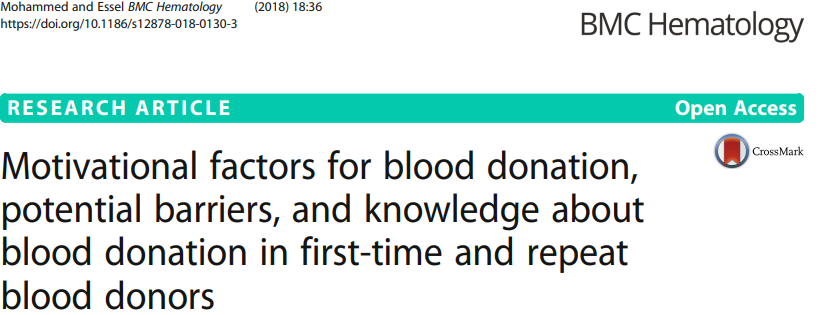 Mohammed and Essel BMC Hematology (2018) 18:36
https://doi.org/10.1186/s12878-018-0130-3
BMC Hematology
RESEARCH ARTICLE
Open Access
CrossMark
Motivational factors for blood donation,
potential barriers, and knowledge about
blood donation in first-time and repeat
blood donors